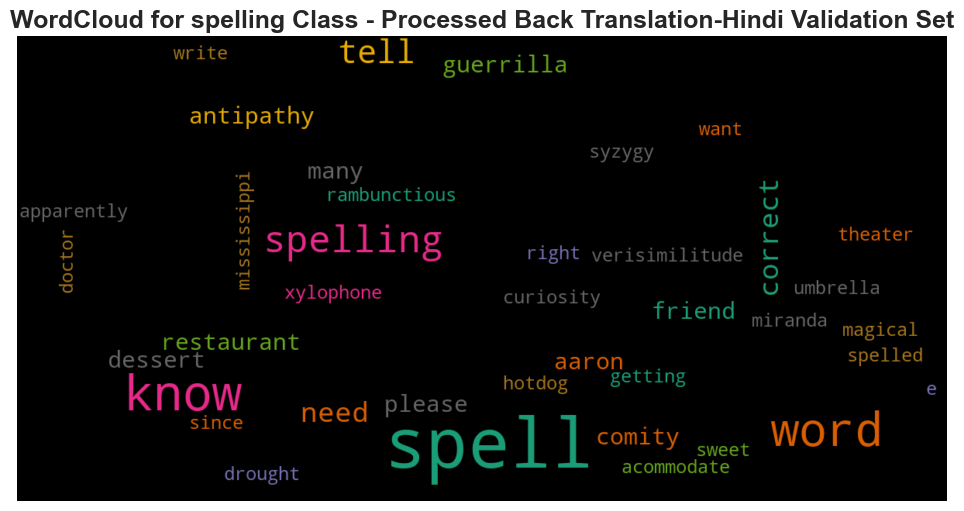 WordCloud for spelling Class - Processed Back Translation-Hindi Validation Set
write
tell
guerrilla
antipathy
want
syzygy
many
rambunctious
mississippi
correct
apparently
doctor
spelling
theater
right
verisimilitude
xylophone
curiosity
umbrella
friend
miranda
magical
restaurant
dessert
aaron
spelled
getting
hotdog
e
know
need
please
since
spell
comity
word
sweet
acommodate
drought